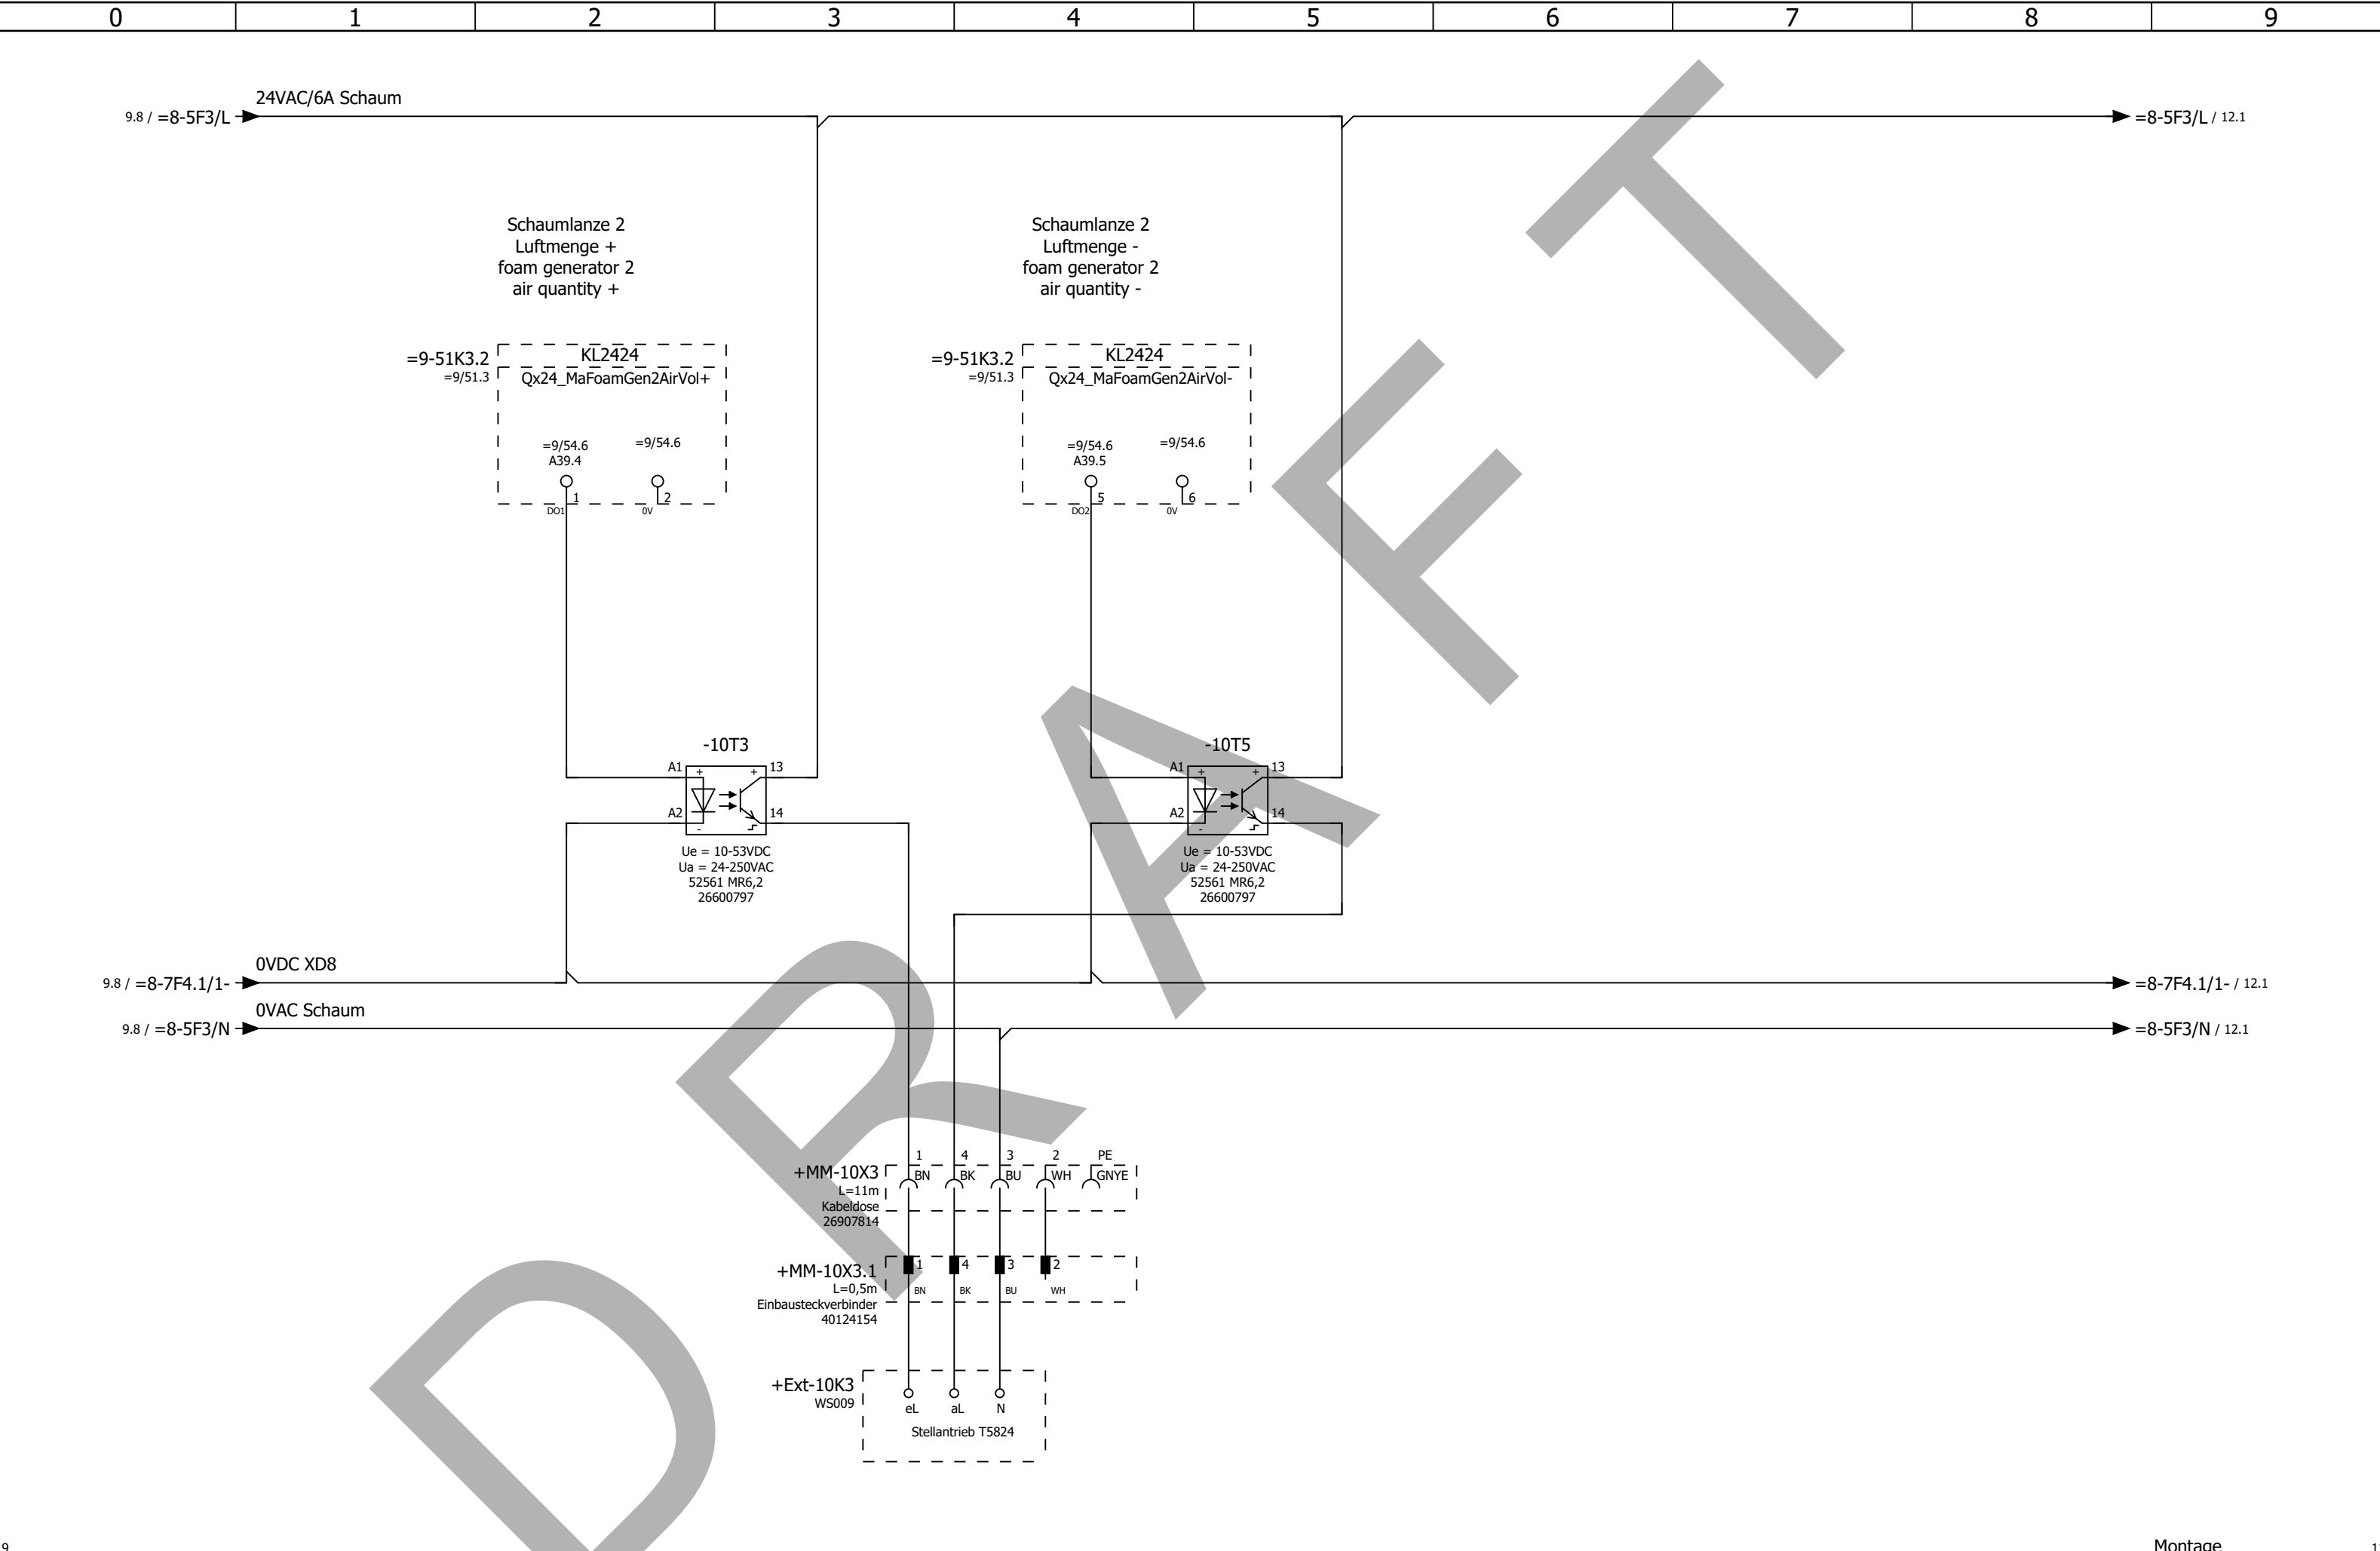 0 1 2 3 4 5 6 7 8 9
24VAC/6A Schaum
9.8 / =8-5F3/L
=8-5F3/L / 12.1
Schaumlanze 2
Luftmenge +
foam generator 2
air quantity +
Schaumlanze 2
Luftmenge -
foam generator 2
air quantity -
=9-51K3.2
=9/51.3
KL2424
Qx24_MaFoamGen2AirVol+
=9/54.6
A39.4
=9/54.6
1
2
DO1
0V
=9-51K3.2
=9/51.3
KL2424
Qx24_MaFoamGen2AirVol-
=9/54.6
A39.5
=9/54.6
5
6
DO2
0V
-10T3
A1
+
+
13
A2
-
14
Ue = 10-53VDC
Ua = 24-250VAC
52561 MR6,2
26600797
-10T5
A1
+
+
13
A2
-
14
Ue = 10-53VDC
Ua = 24-250VAC
52561 MR6,2
26600797
0VDC XD8
9.8 / =8-7F4.1/1-
=8-7F4.1/1- / 12.1
0VAC Schaum
9.8 / =8-5F3/N
=8-5F3/N / 12.1
1 4 3 2 PE
+MM-10X3
BN BK BU WH GNYE
L=11m
Kabeldose
26907814
+MM-10X3.1
1 4 3 2
L=0,5m
BN BK BU WH
Einbausteckverbinder
40124154
+Ext-10K3
WS009
eL aL N
Stellantrieb T5824
DRAFT
9
Montage